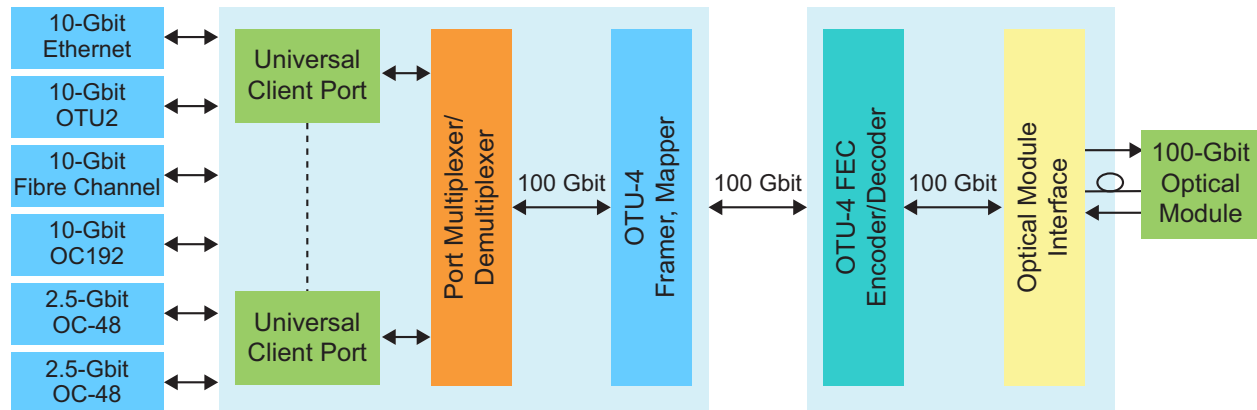 10-Gbit
Ethernet
10-Gbit
OTU2
10-Gbit
Fibre Channel
10-Gbit
OC192
2.5-Gbit
OC-48
2.5-Gbit
OC-48
Universal
Client Port
Universal
Client Port
Port Multiplexer/
Demultiplexer
100 Gbit
OTU-4
Framer, Mapper
100 Gbit
OTU-4 FEC
Encoder/Decoder
100 Gbit
Optical Module
Interface
100-Gbit
Optical
Module